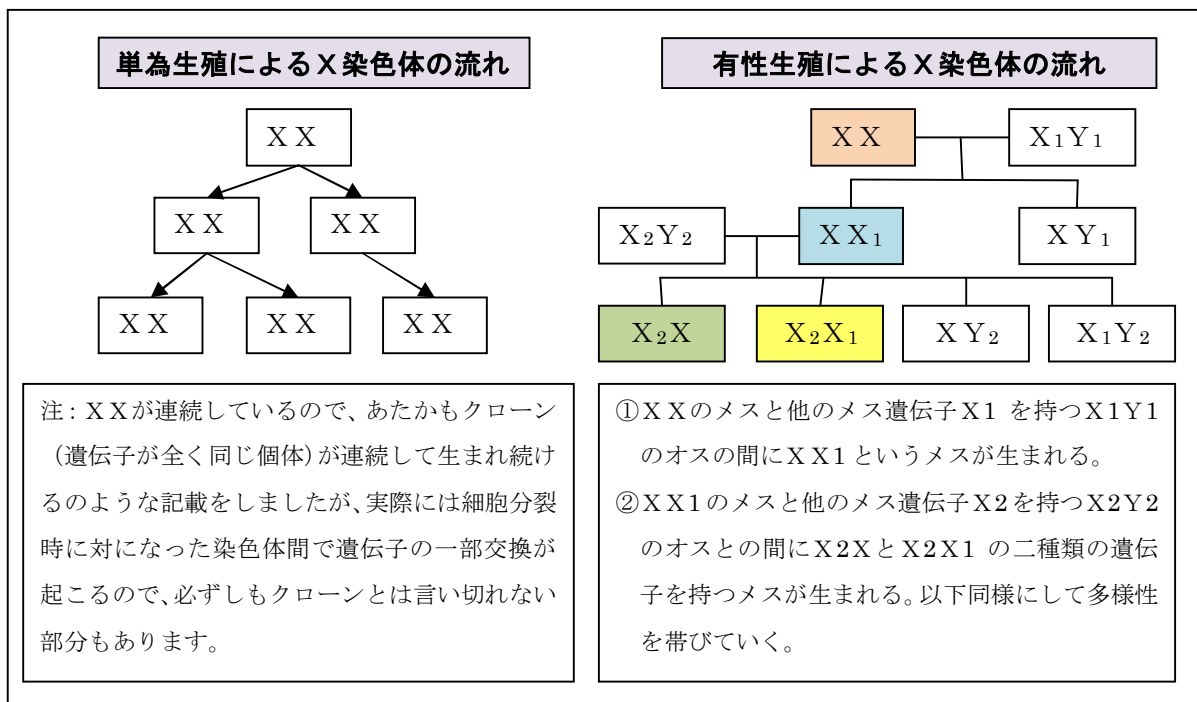 単為生殖によるX染色体の流れ
XX
XX
XX
XX
XX
XX
注：XXが連続しているので、あたかもクローン
（遺伝子が全く同じ個体）が連続して生まれ続け
るのような記載をしましたが、実際には細胞分裂
時に対になった染色体間で遺伝子の一部交換が
起こるので、必ずしもクローンとは言い切れない
部分もあります。
有性生殖によるX染色体の流れ
XX
X₁Y₁
X₂Y₂
XX₁
XY₁
X₂X
X₂X₁
XY₂
X₁Y₂
①XXのメスと他のメス遺伝子X1 を持つX1Y1
のオスの間にXX1というメスが生まれる。
②XX1のメスと他のメス遺伝子X2を持つX2Y2
のオスとの間にX2XとX2X1 の二種類の遺伝
子を持つメスが生まれる。以下同様にして多様性
を帯びていく。